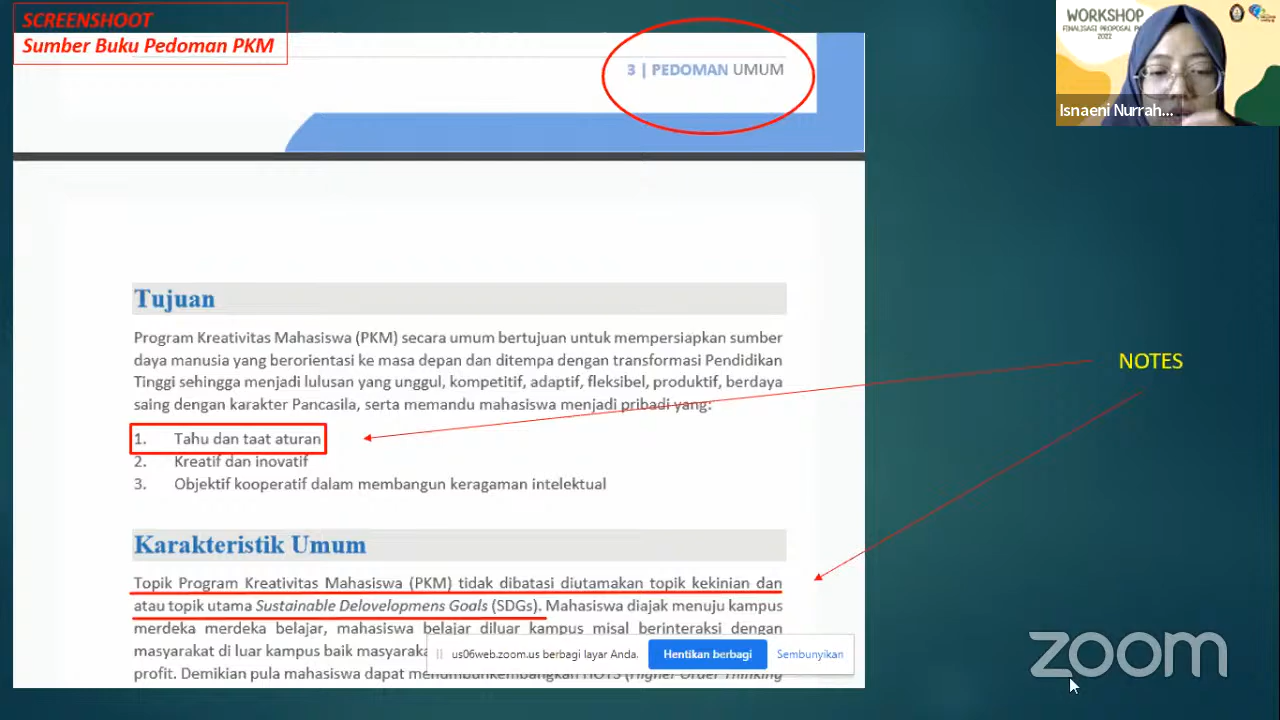 SCREENSHOOT
Sumber Buku Pedoman PKM
3 | PEDOMAN UMUM
WORKSHOP
FINALISASI PROPOSAL
2022
Isnaeni Nurrah...
Tujuan
Program Kreativitas Mahasiswa (PKM) secara umum bertujuan untuk mempersiapkan sumber
daya manusia yang berorientasi ke masa depan dan ditempa dengan transformasi Pendidikan
Tinggi sehingga menjadi lulusan yang unggul, kompetitif, adaptif, fleksibel, produktif, berdaya
saing dengan karakter Pancasila, serta memandu mahasiswa menjadi pribadi yang:
1. Tahu dan taat aturan
2. Kreatif dan inovatif
3. Objektif kooperatif dalam membangun keragaman intelektual
NOTES
Karakteristik Umum
Topik Program Kreativitas Mahasiswa (PKM) tidak dibatasi diutamakan topik kekinian dan
atau topik utama Sustainable Delovelopmens Goals (SDGs). Mahasiswa diajak menuju kampus
merdeka merdeka belajar, mahasiswa belajar diluar kampus misal berinteraksi dengan
masyarakat di luar kampus baik masyaraka
profit. Demikian pula mahasiswa dapat menumbuhkembangkan HOTS (Higher Order Thinking
us06web.zoom.us berbagi layar Anda.
Hentikan berbagi
Sembunyikan
zoom